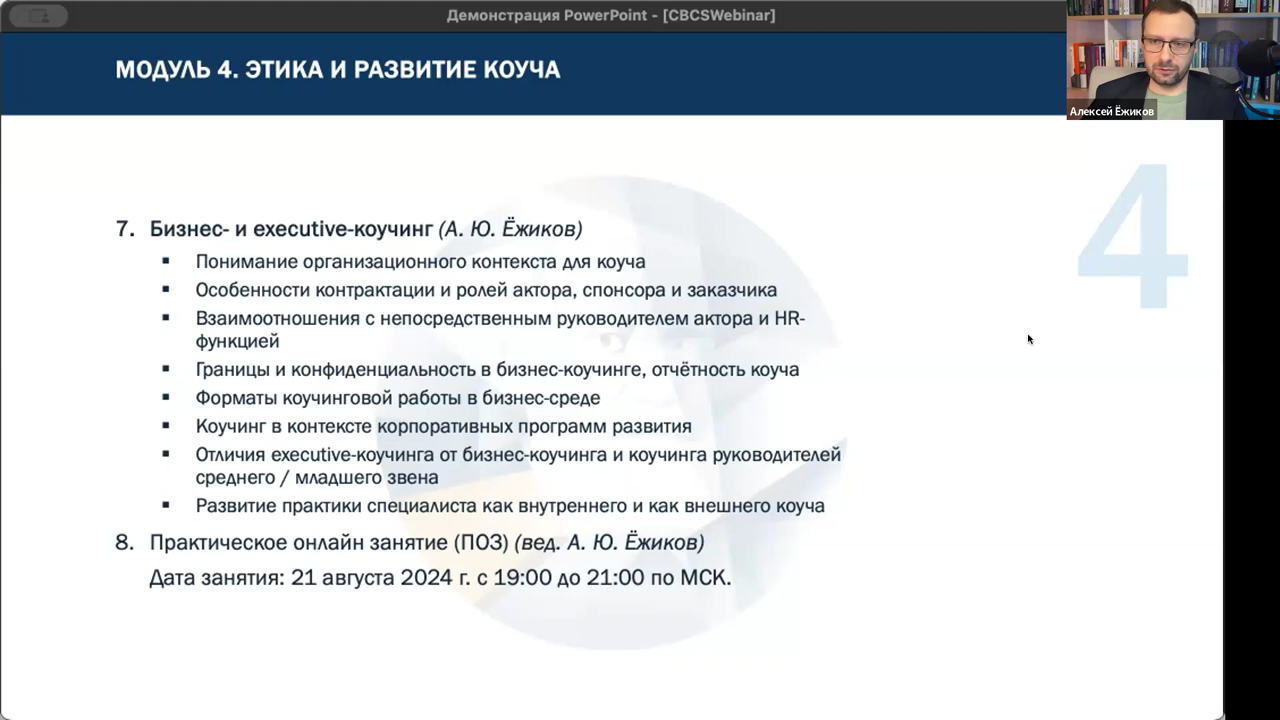 Демонстрация PowerPoint - [CBCSWebinar]
МОДУЛЬ 4. ЭТИКА И РАЗВИТИЕ КОУЧА
Алексей Ёжиков
4
7. Бизнес- и executive-коучинг (А. Ю. Ёжиков)
▪ Понимание организационного контекста для коуча
▪ Особенности контрактации и ролей актора, спонсора и заказчика
▪ Взаимоотношения с непосредственным руководителем актора и HR-
функцией
▪ Границы и конфиденциальность в бизнес-коучинге, отчётность коуча
▪ Форматы коучинговой работы в бизнес-среде
▪ Коучинг в контексте корпоративных программ развития
▪ Отличия executive-коучинга от бизнес-коучинга и коучинга руководителей
среднего / младшего звена
▪ Развитие практики специалиста как внутреннего и как внешнего коуча
8. Практическое онлайн занятие (ПОЗ) (вед. А. Ю. Ёжиков)
Дата занятия: 21 августа 2024 г. с 19:00 до 21:00 по МСК.